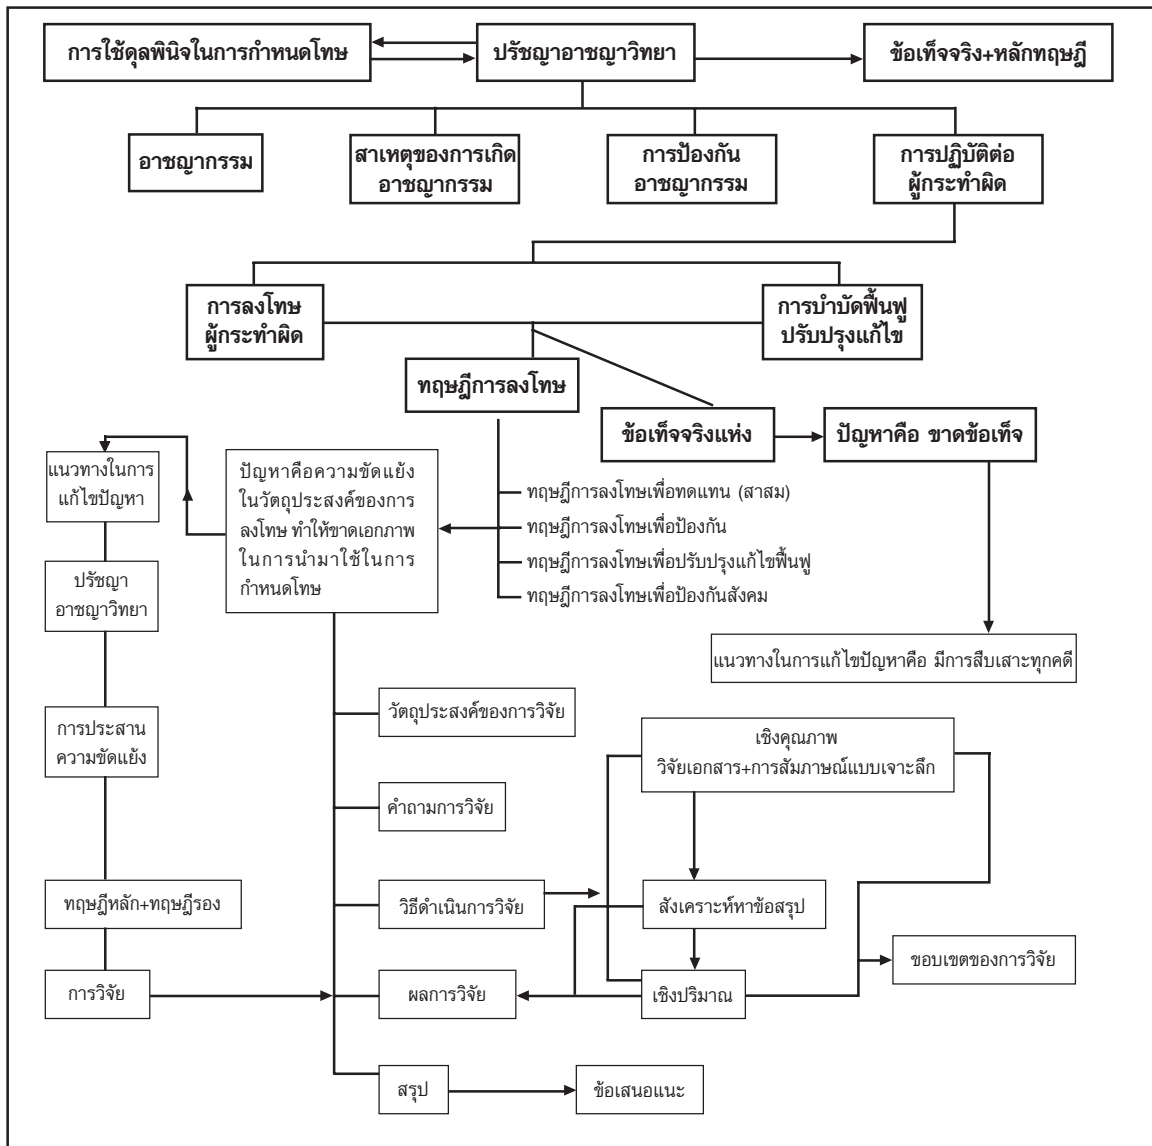 การใช้ดุลพินิจในการกำหนดโทษ
ปรัชญาอาชญาวิทยา
ข้อเท็จจริง+หลักทฤษฎี
อาชญากรรม
สาเหตุของการเกิด
อาชญากรรม
การป้องกัน
อาชญากรรม
การปฏิบัติต่อ
ผู้กระทำผิด
การลงโทษ
ผู้กระทำผิด
การบำบัดฟื้นฟู
ปรับปรุงแก้ไข
ทฤษฎีการลงโทษ
ข้อเท็จจริงแห่ง
ปัญหาคือ ขาดข้อเท็จ
แนวทางในการ
แก้ไขปัญหา
ปัญหาคือความขัดแย้ง
ในวัตถุประสงค์ของการ
ลงโทษ ทำให้ขาดเอกภาพ
ในการนำมาใช้ในการ
กำหนดโทษ
ทฤษฎีการลงโทษเพื่อทดแทน (สาสม)
ทฤษฎีการลงโทษเพื่อป้องกัน
ทฤษฎีการลงโทษเพื่อปรับปรุงแก้ไขฟื้นฟู
ทฤษฎีการลงโทษเพื่อป้องกันสังคม
ปรัชญา
อาชญาวิทยา
แนวทางในการแก้ไขปัญหาคือ มีการสืบเสาะทุกคดี
วัตถุประสงค์ของการวิจัย
การประสาน
ความขัดแย้ง
เชิงคุณภาพ
วิจัยเอกสาร+การสัมภาษณ์แบบเจาะลึก
คำถามการวิจัย
ทฤษฎีหลัก+ทฤษฎีรอง
วิธีดำเนินการวิจัย
สังเคราะห์หาข้อสรุป
ขอบเขตของการวิจัย
การวิจัย
ผลการวิจัย
เชิงปริมาณ
สรุป
ข้อเสนอแนะ